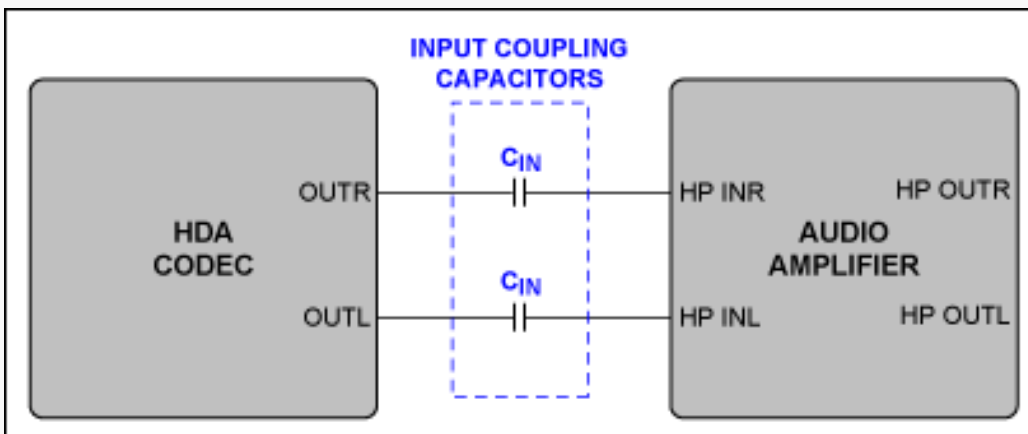 INPUT COUPLING
CAPACITORS
CIN
OUTR
HP INR
HP OUTR
HDA
CODEC
AUDIO
AMPLIFIER
CIN
OUTL
HP INL
HP OUTL